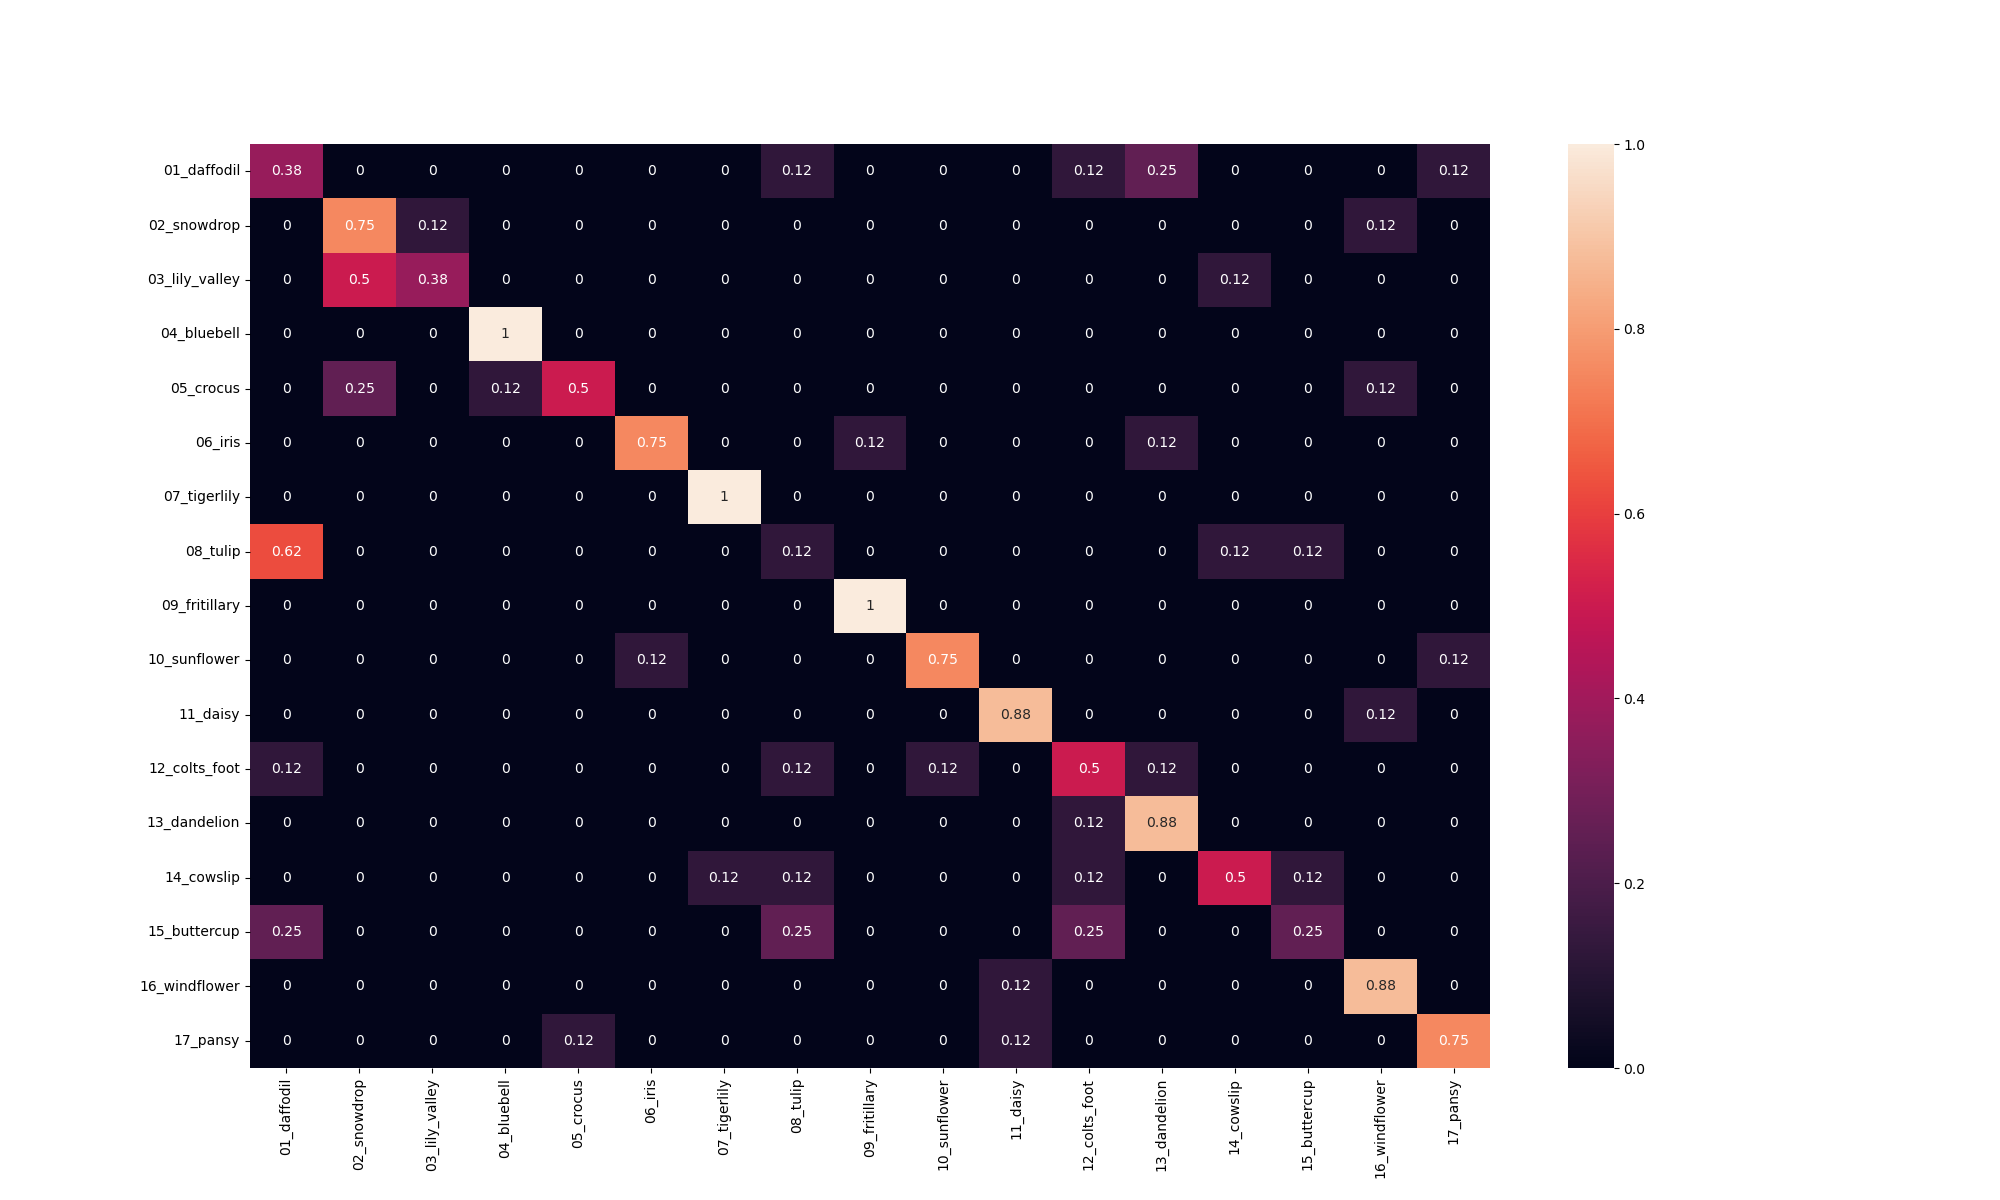 01_daffodil 0.38 0 0 0 0 0 0 0.12 0 0 0 0.12 0.25 0 0 0 0.12
02_snowdrop 0 0.75 0.12 0 0 0 0 0 0 0 0 0 0 0 0 0.12 0
03_lily_valley 0 0.5 0.38 0 0 0 0 0 0 0 0 0 0 0.12 0 0 0
04_bluebell 0 0 0 1 0 0 0 0 0 0 0 0 0 0 0 0 0
05_crocus 0 0.25 0 0.12 0.5 0 0 0 0 0 0 0 0 0 0 0.12 0
06_iris 0 0 0 0 0 0.75 0 0 0.12 0 0 0 0.12 0 0 0 0
07_tigerlily 0 0 0 0 0 0 1 0 0 0 0 0 0 0 0 0 0
08_tulip 0.62 0 0 0 0 0 0 0.12 0 0 0 0 0 0.12 0.12 0 0
09_fritillary 0 0 0 0 0 0 0 0 1 0 0 0 0 0 0 0 0
10_sunflower 0 0 0 0 0 0.12 0 0 0 0.75 0 0 0 0 0 0 0.12
11_daisy 0 0 0 0 0 0 0 0 0 0 0.88 0 0 0 0 0.12 0
12_colts_foot 0.12 0 0 0 0 0 0 0.12 0 0.12 0 0.5 0.12 0 0 0 0
13_dandelion 0 0 0 0 0 0 0 0 0 0 0 0.12 0.88 0 0 0 0
14_cowslip 0 0 0 0 0 0 0.12 0.12 0 0 0 0.12 0 0.5 0.12 0 0
15_buttercup 0.25 0 0 0 0 0 0 0.25 0 0 0 0.25 0 0 0.25 0 0
16_windflower 0 0 0 0 0 0 0 0 0 0 0.12 0 0 0 0 0.88 0
17_pansy 0 0 0 0 0.12 0 0 0 0 0 0.12 0 0 0 0 0 0.75
01_daffodil
02_snowdrop
03_lily_valley
04_bluebell
05_crocus
06_iris
07_tigerlily
08_tulip
09_fritillary
10_sunflower
11_daisy
12_colts_foot
13_dandelion
14_cowslip
15_buttercup
16_windflower
17_pansy
1.0
0.8
0.6
0.4
0.2
0.0